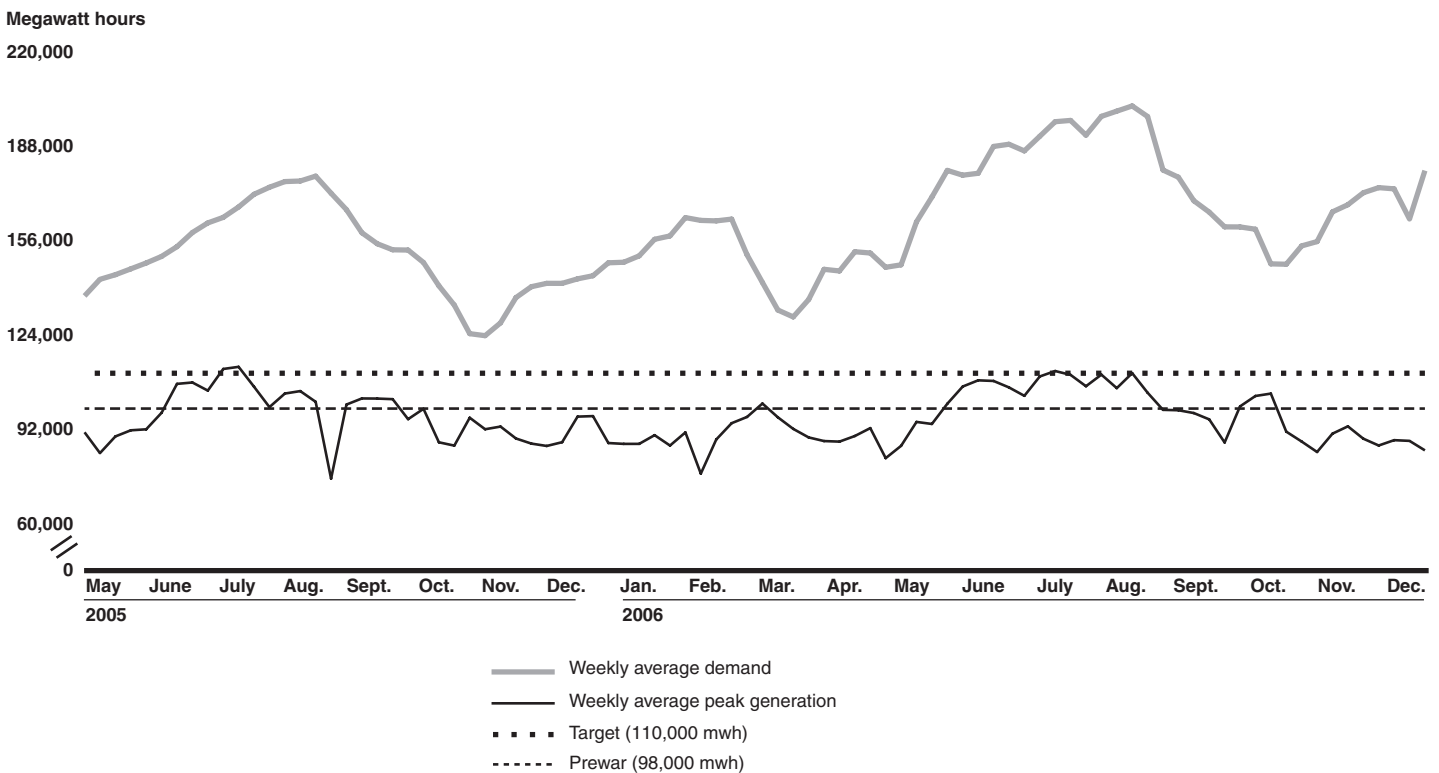 Megawatt hours
220,000
188,000
156,000
124,000
92,000
60,000
0
May June July Aug. Sept. Oct. Nov. Dec. Jan. Feb. Mar. Apr. May June July Aug. Sept. Oct. Nov. Dec.
2005 2006
Weekly average demand
Weekly average peak generation
Target (110,000 mwh)
Prewar (98,000 mwh)